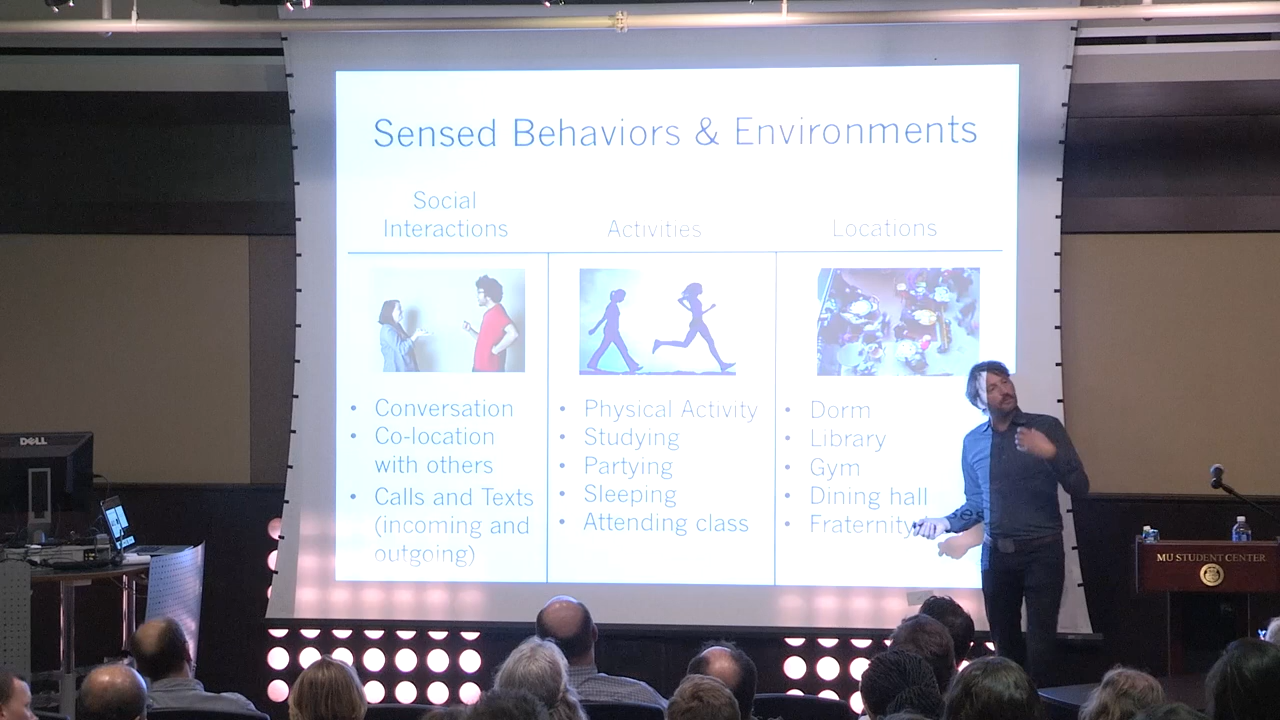 Sensed Behaviors & Environments
Social
Interactions
Activities
Locations
• Conversation
• Co-location
with others
• Calls and Texts
(incoming and
outgoing)
• Physical Activity
• Studying
• Partying
• Sleeping
• Attending class
• Dorm
• Library
• Gym
• Dining hall
• Fraternity
DELL
MU STUDENT CENTER